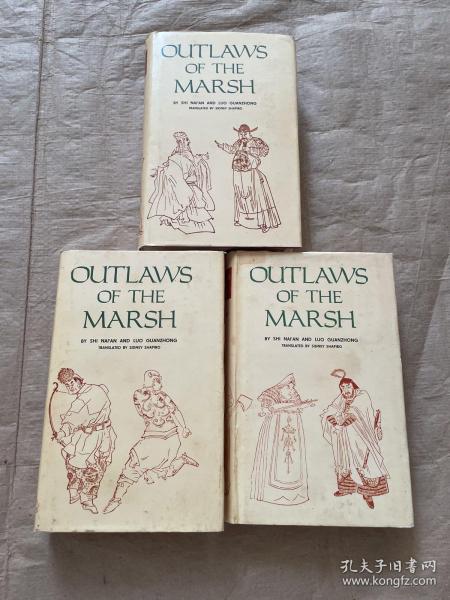 OUTLAWS
OF THE
MARSH
BY SHI NAI'AN AND LUO GUANZHONG
TRANSLATED BY SIDNEY SHAPIRO
OUTLAWS
OF THE
MARSH
BY SHI NAI'AN AND LUO GUANZHONG
TRANSLATED BY SIDNEY SHAPIRO
OUTLAWS
OF THE
MARSH
BY SHI NAI'AN AND LUO GUANZHONG
TRANSLATED BY SIDNEY SHAPIRO
孔夫子旧书网
www.kongfz.com